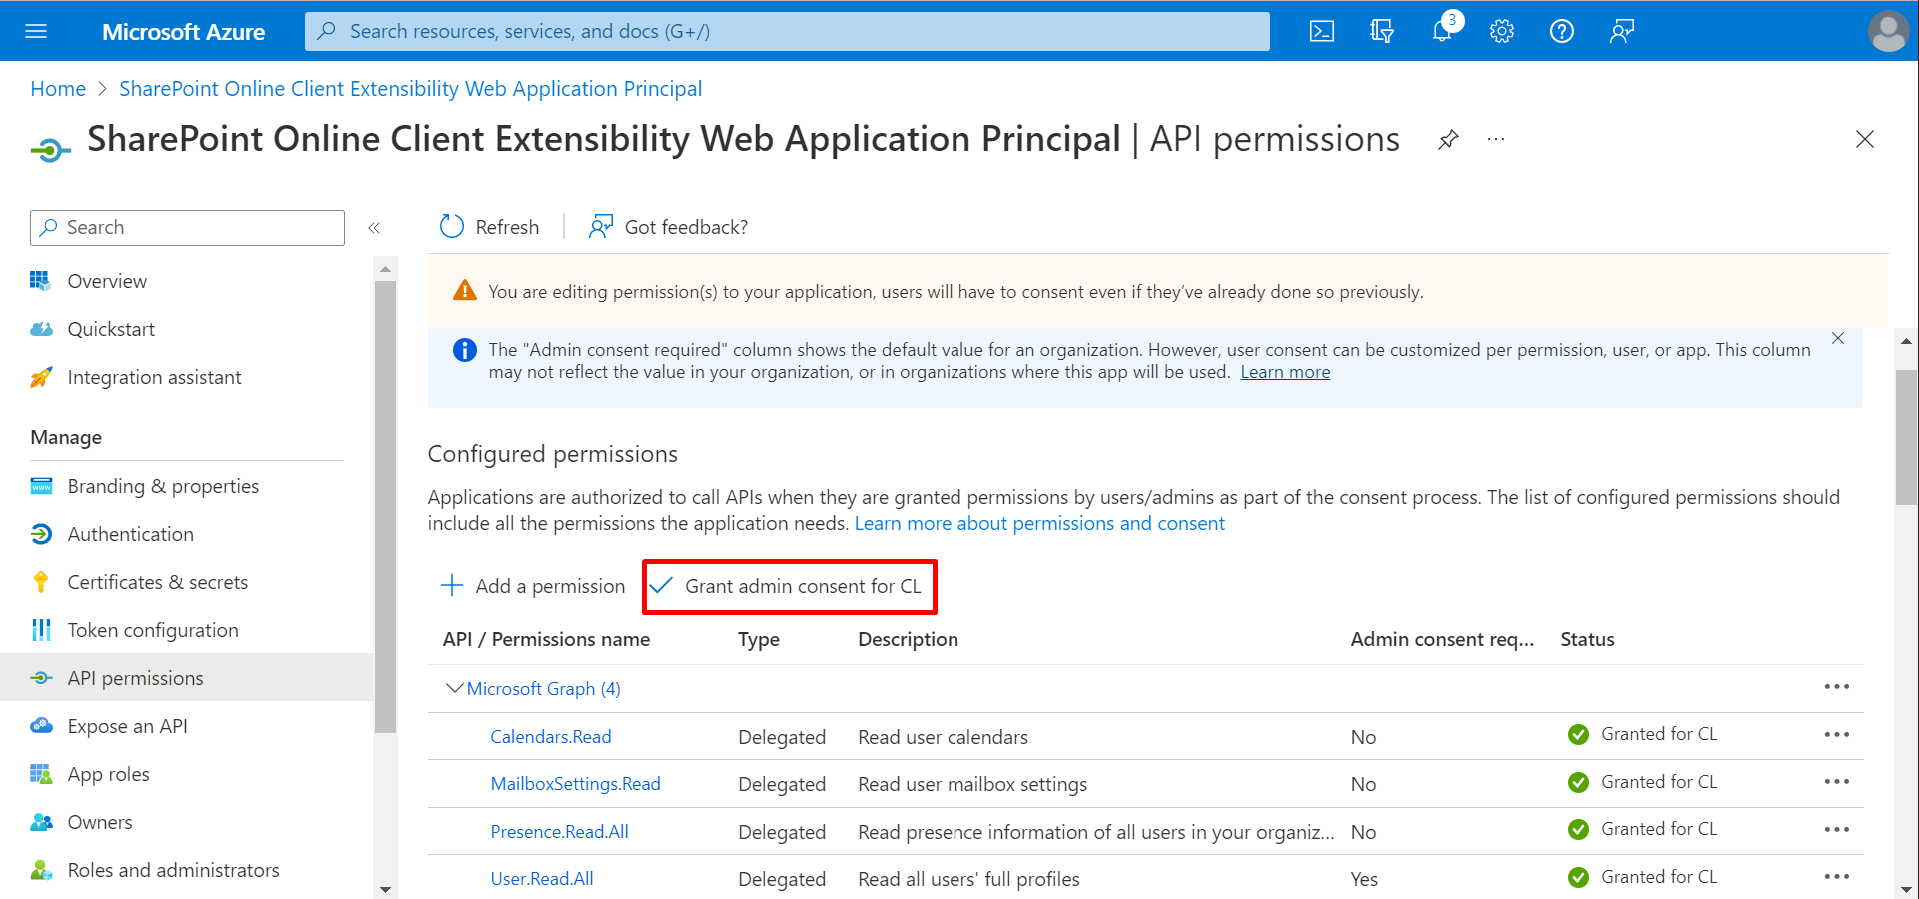 Microsoft Azure
Search resources, services, and docs (G+/)
3
Home > SharePoint Online Client Extensibility Web Application Principal
SharePoint Online Client Extensibility Web Application Principal | API permissions
Search
Refresh
Got feedback?
Overview
Quickstart
Integration assistant
Manage
Branding & properties
Authentication
Certificates & secrets
Token configuration
API permissions
Expose an API
App roles
Owners
Roles and administrators
You are editing permission(s) to your application, users will have to consent even if they’ve already done so previously.
The "Admin consent required" column shows the default value for an organization. However, user consent can be customized per permission, user, or app. This column
may not reflect the value in your organization, or in organizations where this app will be used. Learn more
Configured permissions
Applications are authorized to call APIs when they are granted permissions by users/admins as part of the consent process. The list of configured permissions should
include all the permissions the application needs. Learn more about permissions and consent
Add a permission
Grant admin consent for CL
API / Permissions name Type Description Admin consent req... Status
Microsoft Graph (4)
Calendars.Read Delegated Read user calendars No Granted for CL
MailboxSettings.Read Delegated Read user mailbox settings No Granted for CL
Presence.Read.All Delegated Read presence information of all users in your organiz... No Granted for CL
User.Read.All Delegated Read all users' full profiles Yes Granted for CL